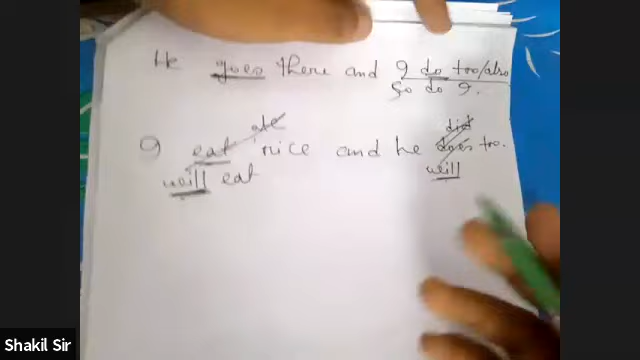 He goes there and I do too/also
So do I.
ate did
I eat rice and he does too.
will eat will
Shakil Sir